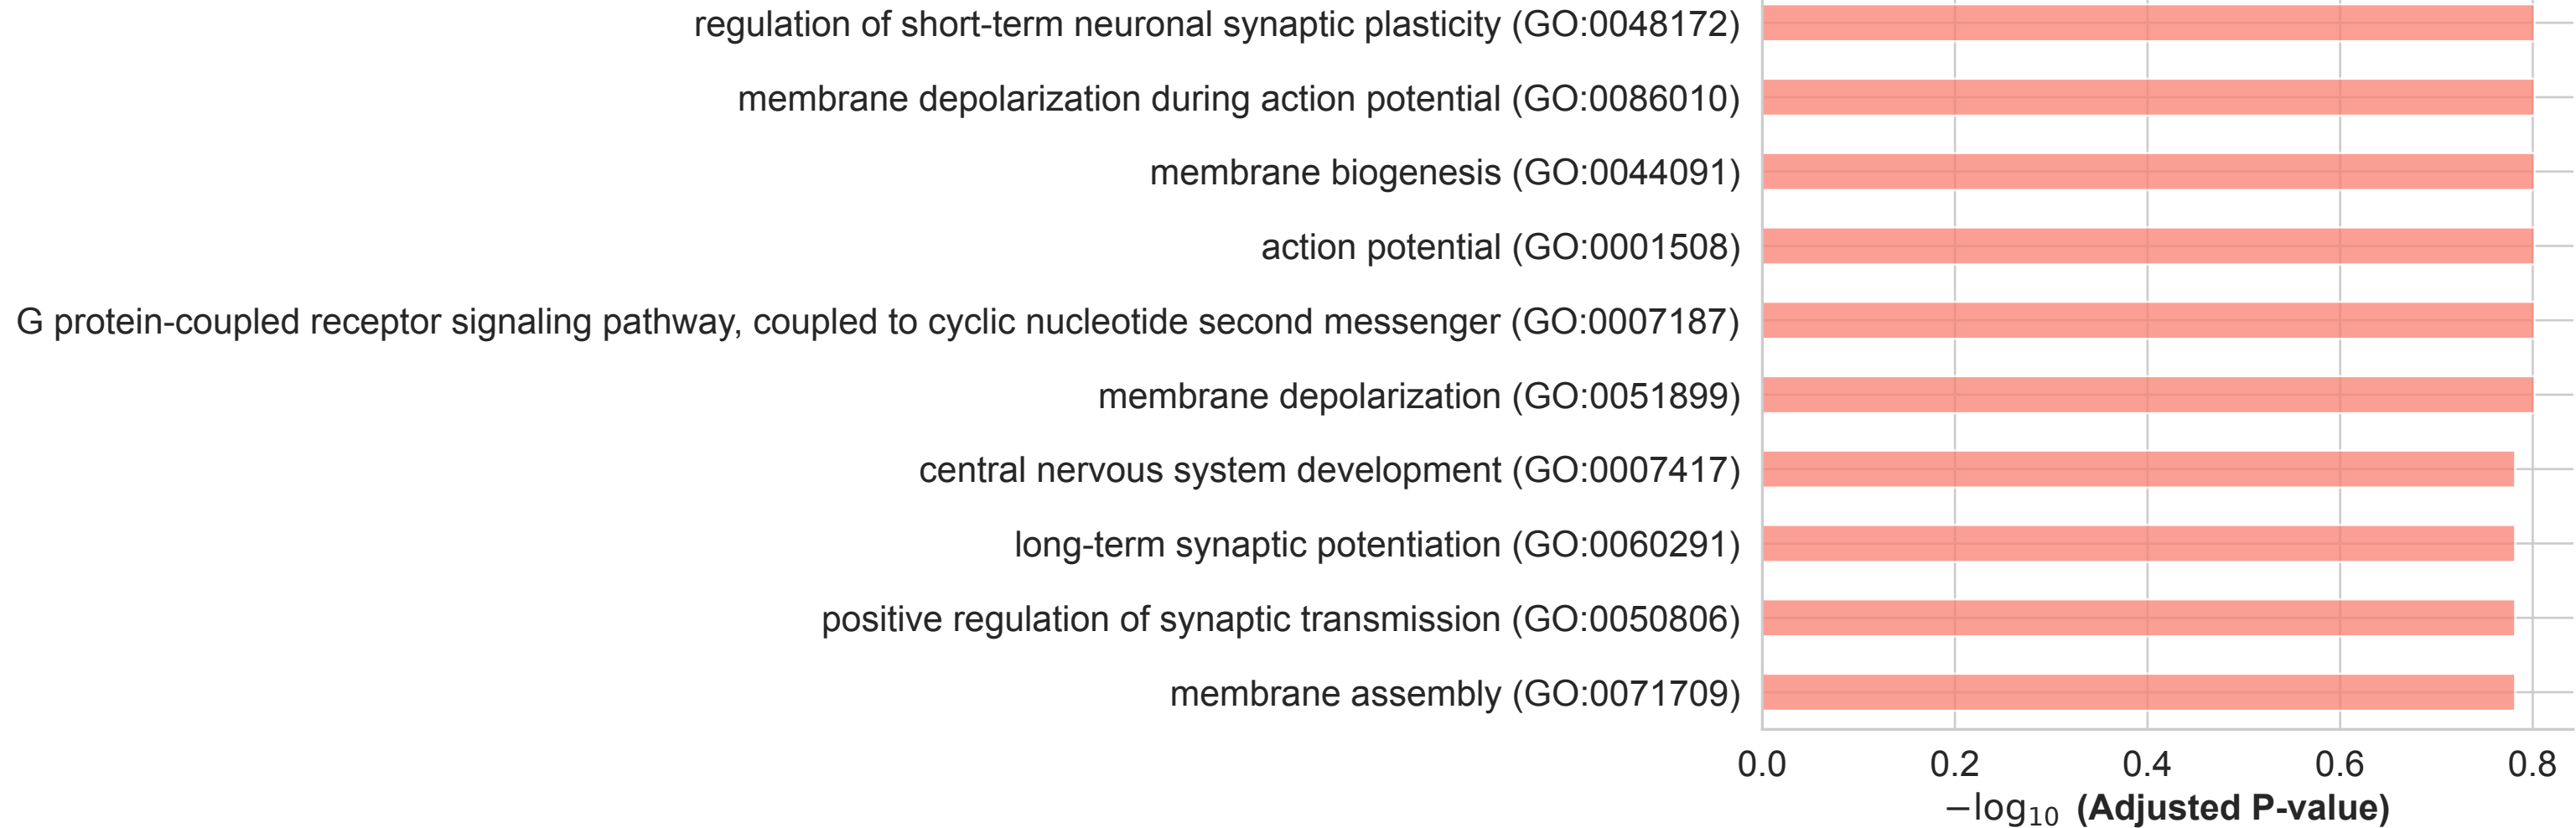 regulation of short-term neuronal synaptic plasticity (GO:0048172)
membrane depolarization during action potential (GO:0086010)
membrane biogenesis (GO:0044091)
action potential (GO:0001508)
G protein-coupled receptor signaling pathway, coupled to cyclic nucleotide second messenger (GO:0007187)
membrane depolarization (GO:0051899)
central nervous system development (GO:0007417)
long-term synaptic potentiation (GO:0060291)
positive regulation of synaptic transmission (GO:0050806)
membrane assembly (GO:0071709)
0.0 0.2 0.4 0.6 0.8
−log₁₀ (Adjusted P-value)